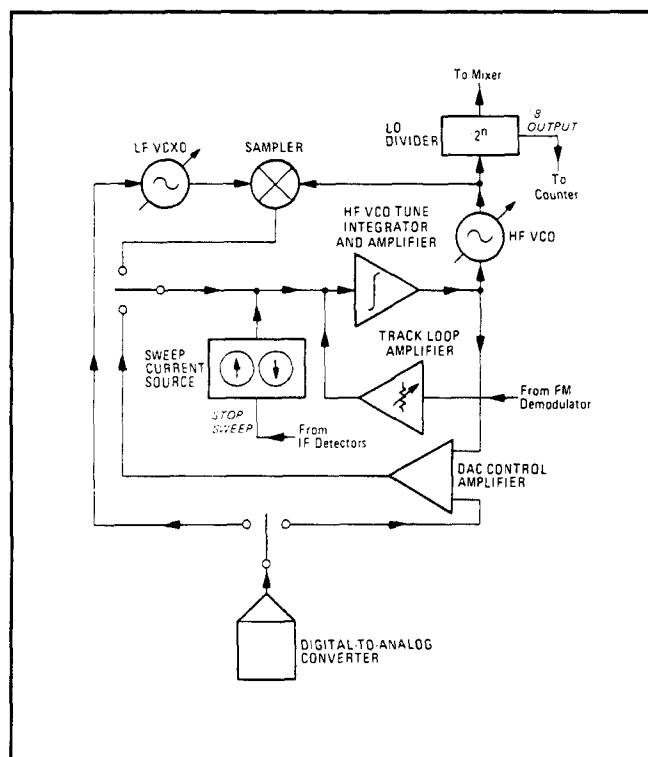 To Mixer
÷8
OUTPUT
LO
DIVIDER
÷2ⁿ
To
Counter
LF VCXO
SAMPLER
HF VCO TUNE
INTEGRATOR
AND AMPLIFIER
HF VCO
SWEEP
CURRENT
SOURCE
TRACK LOOP
AMPLIFIER
STOP
SWEEP
From
IF Detectors
From FM
Demodulator
DAC CONTROL
AMPLIFIER
DIGITAL-TO-ANALOG
CONVERTER